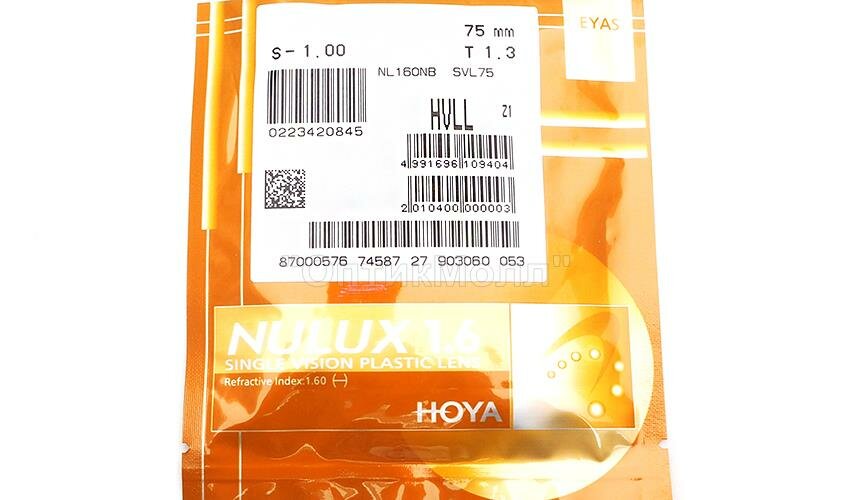 75 mm
EYAS
S - 1.00
T 1.3
NL160NB SVL75
HVLL
Z1
0223420845
4 991696 109404
2 010400 000003
87000576 74587 27 903060 053
ОптикМолл"
NULUX 1.6
SINGLE VISION PLASTIC LENS
Refractive Index:1.60 (—)
HOYA